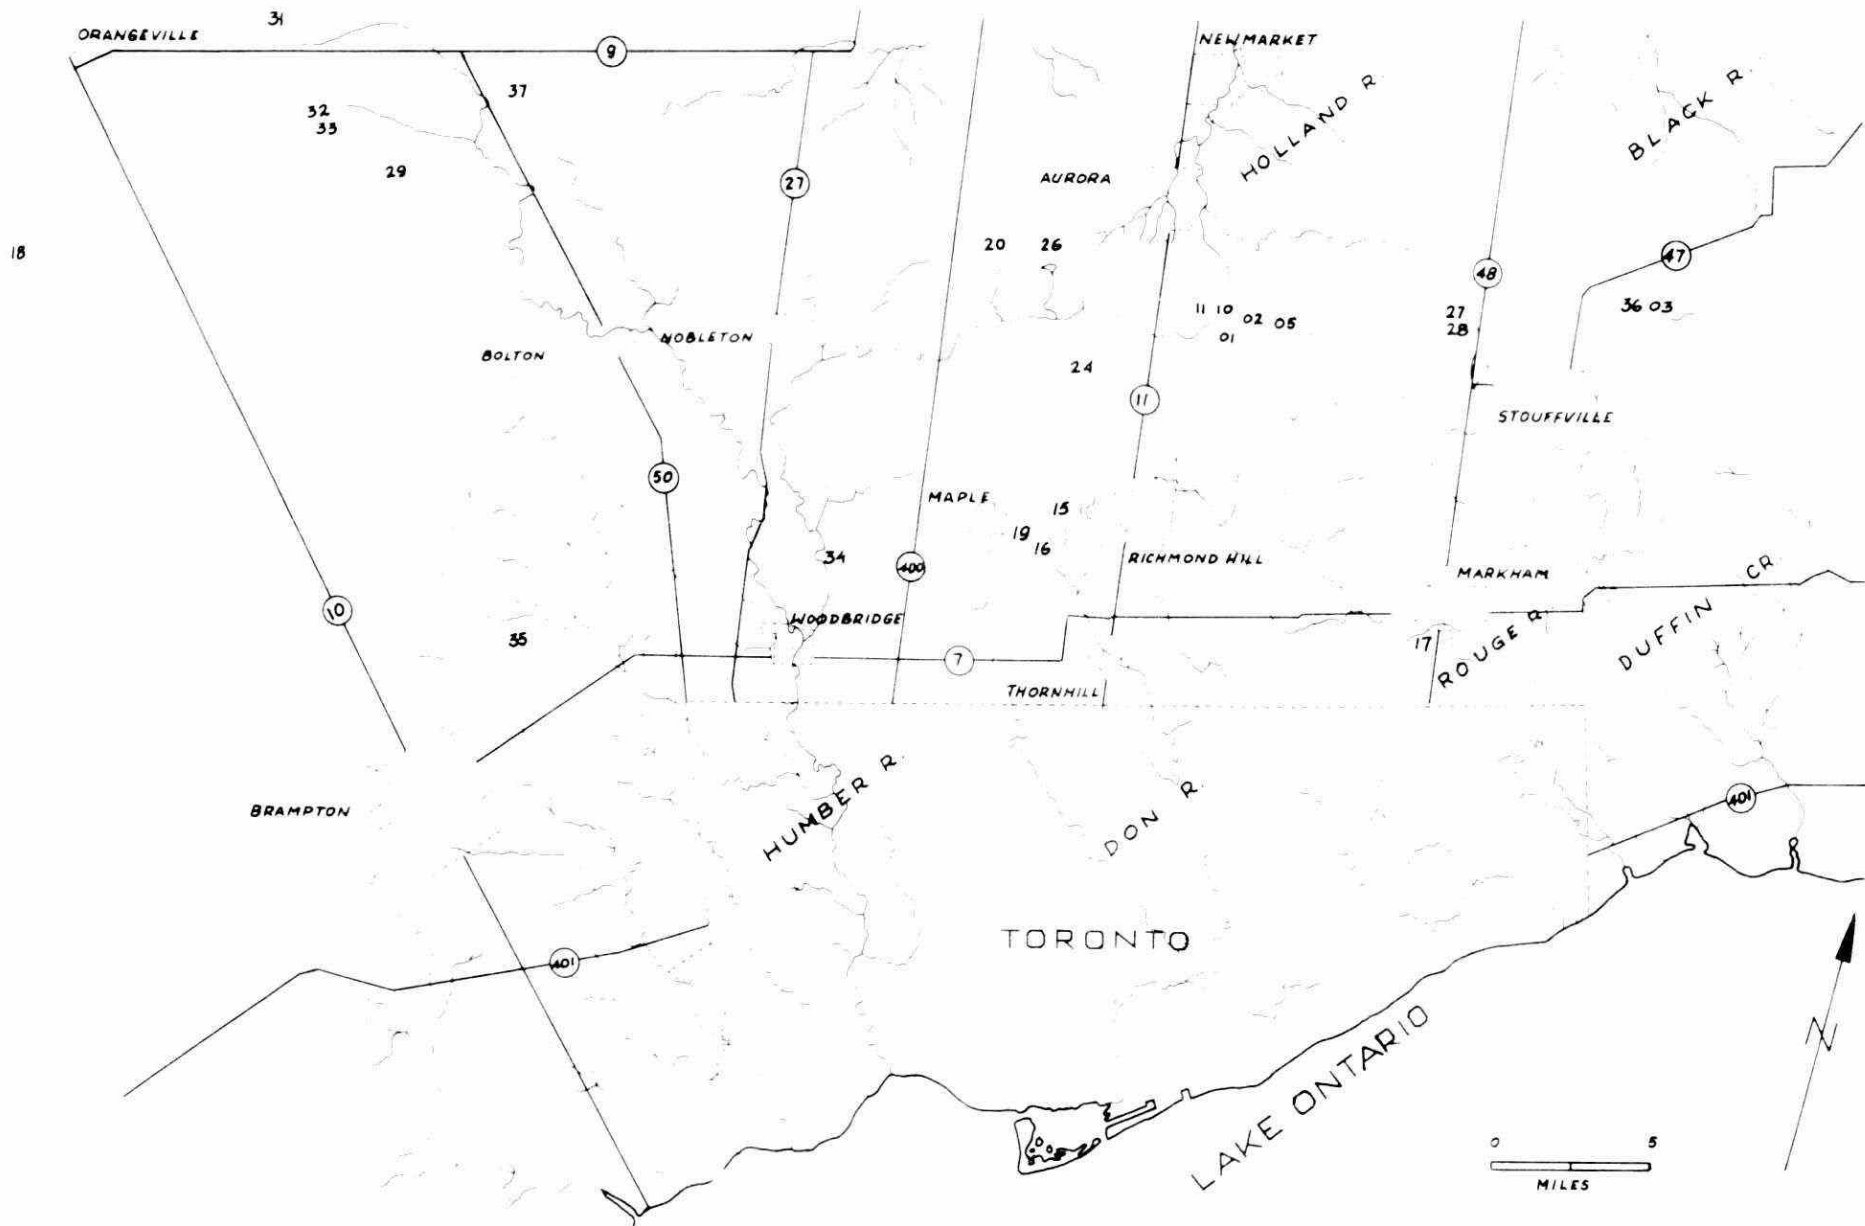 31
ORANGEVILLE
9
NEWMARKET
37
32
33
29
27
AURORA
HOLLAND R.
BLACK R.
18
20 26
48
47
11 10 02 05
01
27
28
36 03
BOLTON
NOBLETON
24
11
STOUFFVILLE
50
MAPLE
15
19
16
34
400
RICHMOND HILL
MARKHAM
DUFFIN CR
10
35
WOODBRIDGE
7
17
ROUGE R
THORNHILL
BRAMPTON
HUMBER R.
DON R.
401
401
TORONTO
LAKE ONTARIO
N
0 5
MILES